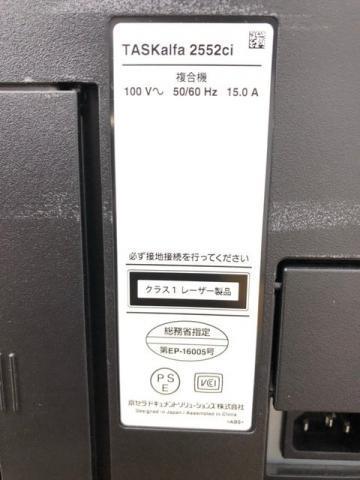 TASKalfa 2552ci
複合機
100 V～ 50/60 Hz 15.0 A
必ず接地接続を行ってください
クラス1 レーザー製品
総務省指定
第EP-16005号
PS
E
VCCI
京セラドキュメントソリューションズ株式会社
Designed in Japan / Assembled in China
>ABS<